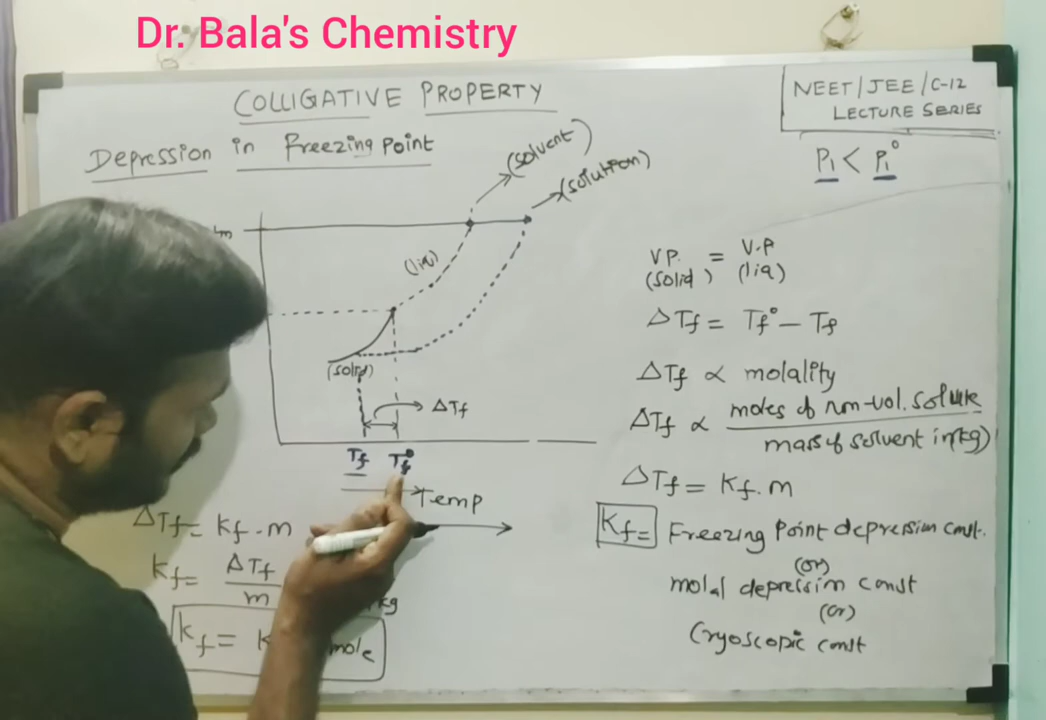 Dr. Bala's Chemistry
COLLIGATIVE PROPERTY
NEET/JEE/C-12
LECTURE SERIES
Depression in Freezing Point
P₁ < P₁°
(solvent)
(solution)
(liq)
(solid)
ΔTf
Tf Tf°
Temp
V.P. = V.P
(solid) (liq)
ΔTf = Tf° - Tf
ΔTf ∝ molality
ΔTf ∝ moles of non-vol. solute
mass of solvent in(kg)
ΔTf = Kf. m
Kf = Freezing Point depression const.
(or)
molal depression const
(or)
Cryoscopic const
ΔTf = Kf . m
Kf = ΔTf
m
kg
Kf = K mole